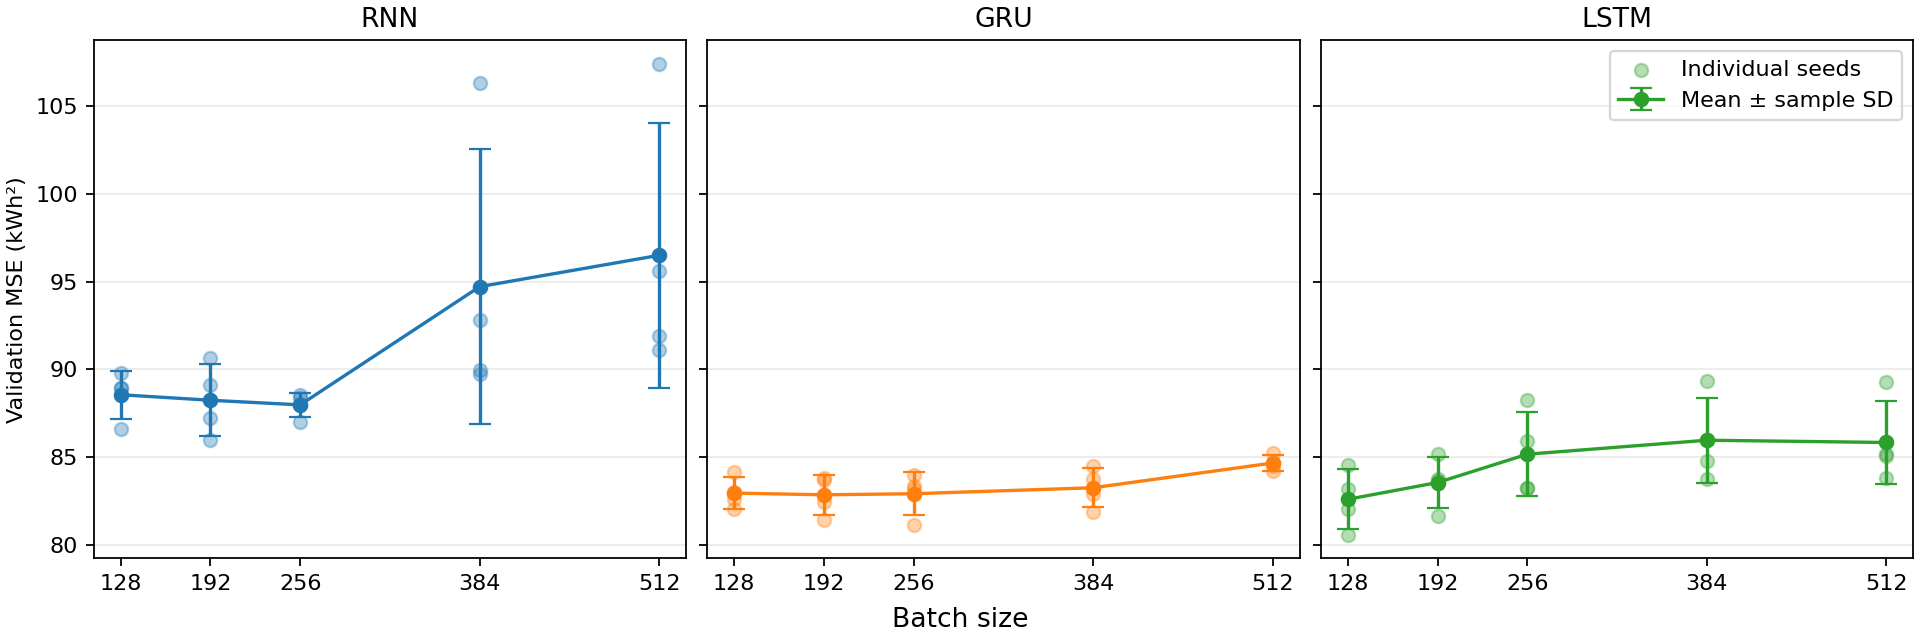 RNN
GRU
LSTM
Individual seeds
Mean ± sample SD
Validation MSE (kWh²)
105
100
95
90
85
80
128 192 256 384 512
128 192 256 384 512
128 192 256 384 512
Batch size